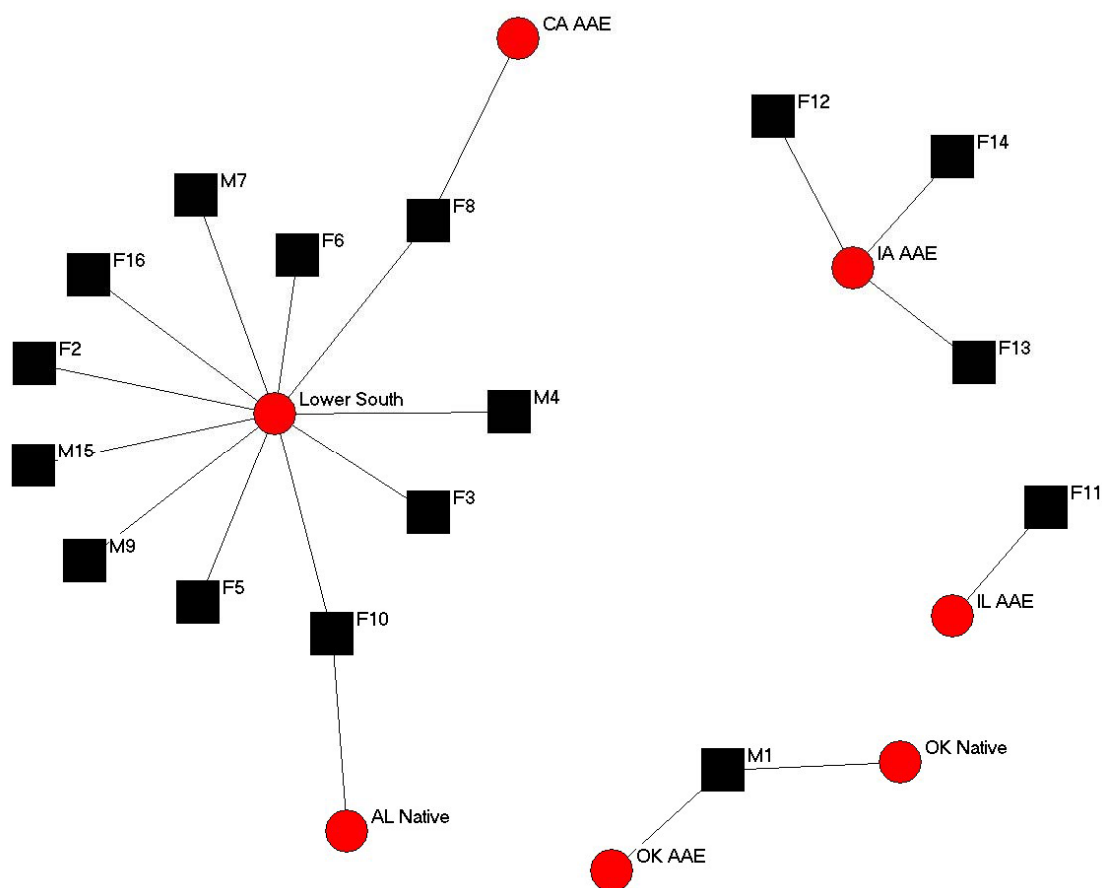 CA AAE
F12
F14
M7
F8
F6
F16
IA AAE
F2
F13
Lower South
M4
M15
F3
F11
M9
F5
IL AAE
F10
OK Native
M1
AL Native
OK AAE